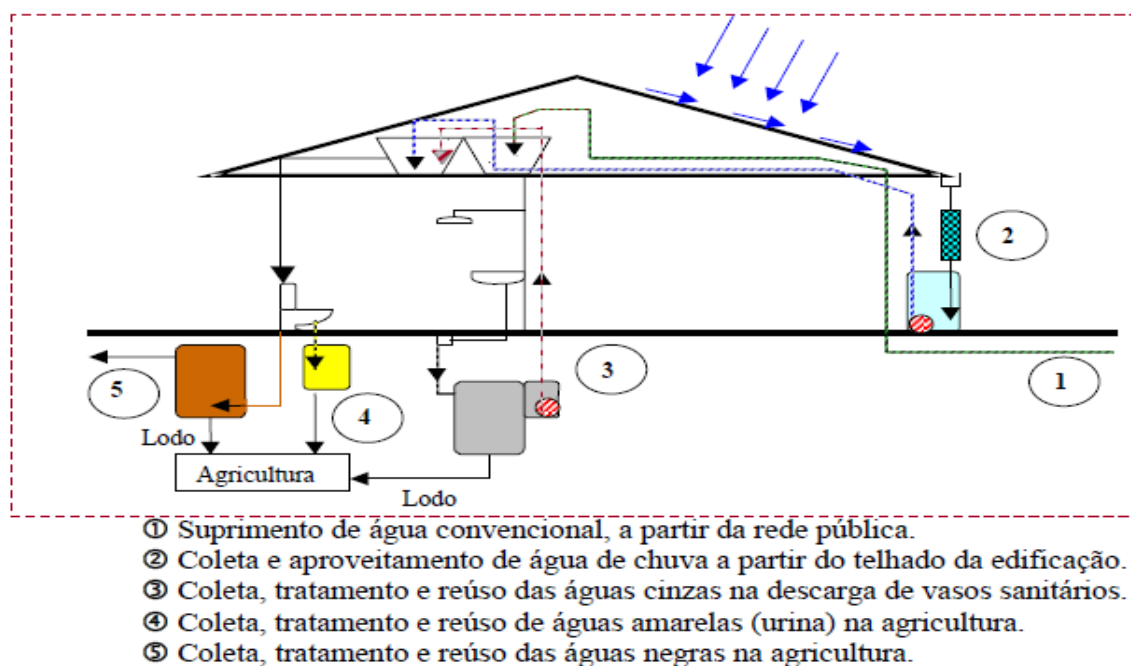 2
3
1
5
4
Lodo
Agricultura
Lodo
① Suprimento de água convencional, a partir da rede pública.
② Coleta e aproveitamento de água de chuva a partir do telhado da edificação.
③ Coleta, tratamento e reúso das águas cinzas na descarga de vasos sanitários.
④ Coleta, tratamento e reúso de águas amarelas (urina) na agricultura.
⑤ Coleta, tratamento e reúso das águas negras na agricultura.